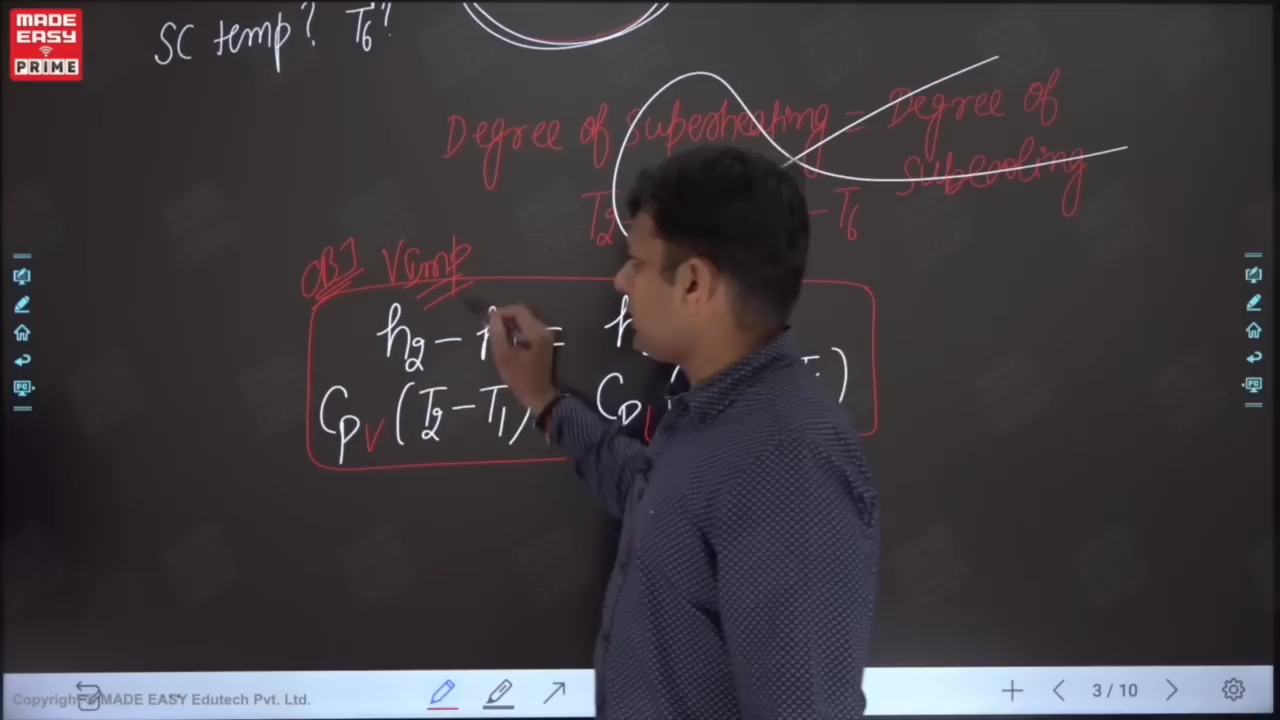 MADE
EASY
PRIME
SC temp? T6?
Degree of Superheating = Degree of
Subcooling
T2 - T6
OBJ VImp
h2 - h =
CPV (T2 - T1)
Copyright © MADE EASY Edutech Pvt. Ltd.
3 / 10